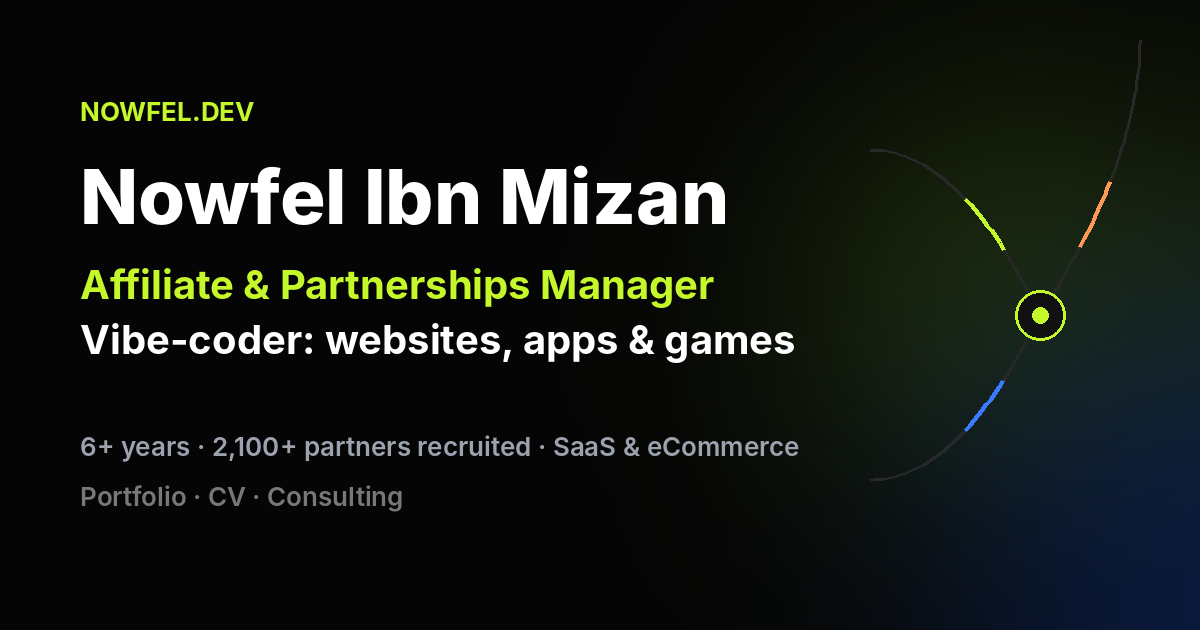 NOWFEL.DEV
Nowfel Ibn Mizan
Affiliate & Partnerships Manager
Vibe-coder: websites, apps & games
6+ years · 2,100+ partners recruited · SaaS & eCommerce
Portfolio · CV · Consulting